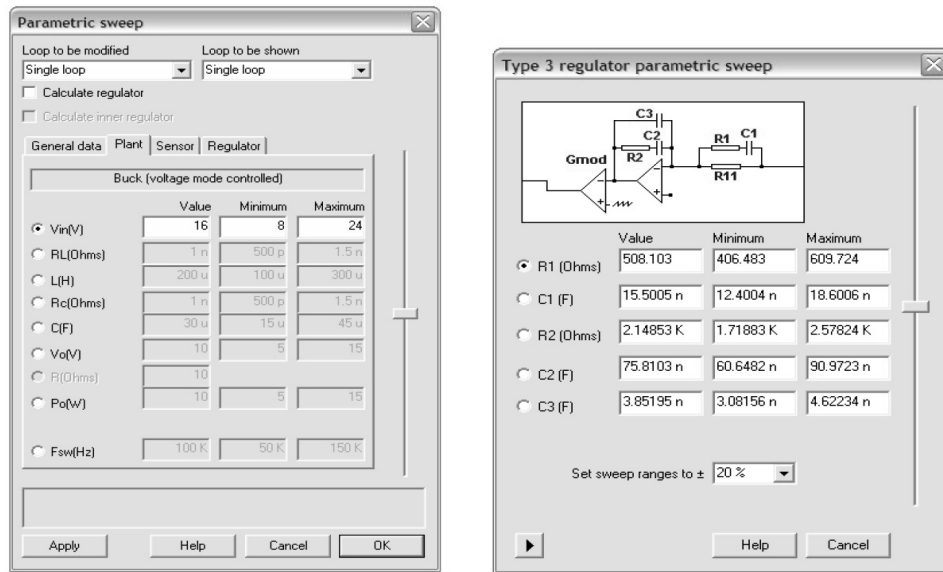 Parametric sweep
Loop to be modified Loop to be shown
Single loop Single loop
Calculate regulator
Calculate inner regulator
General data Plant Sensor Regulator
Buck (voltage mode controlled)
Value Minimum Maximum
Vin(V) 16 8 24
RL(Ohms) 1 n 500 p 1.5 n
L(H) 200 u 100 u 300 u
Rc(Ohms) 1 n 500 p 1.5 n
C(F) 30 u 15 u 45 u
Vo(V) 10 5 15
R(Ohms) 10
Po(W) 10 5 15
Fsw(Hz) 100 K 50 K 150 K
Apply Help Cancel OK
Type 3 regulator parametric sweep
C3
C2
R1 C1
Gmod R2
R11
Value Minimum Maximum
R1 (Ohms) 508.103 406.483 609.724
C1 (F) 15.5005 n 12.4004 n 18.6006 n
R2 (Ohms) 2.14853 K 1.71883 K 2.57824 K
C2 (F) 75.8103 n 60.6482 n 90.9723 n
C3 (F) 3.85195 n 3.08156 n 4.62234 n
Set sweep ranges to ± 20 %
Help Cancel